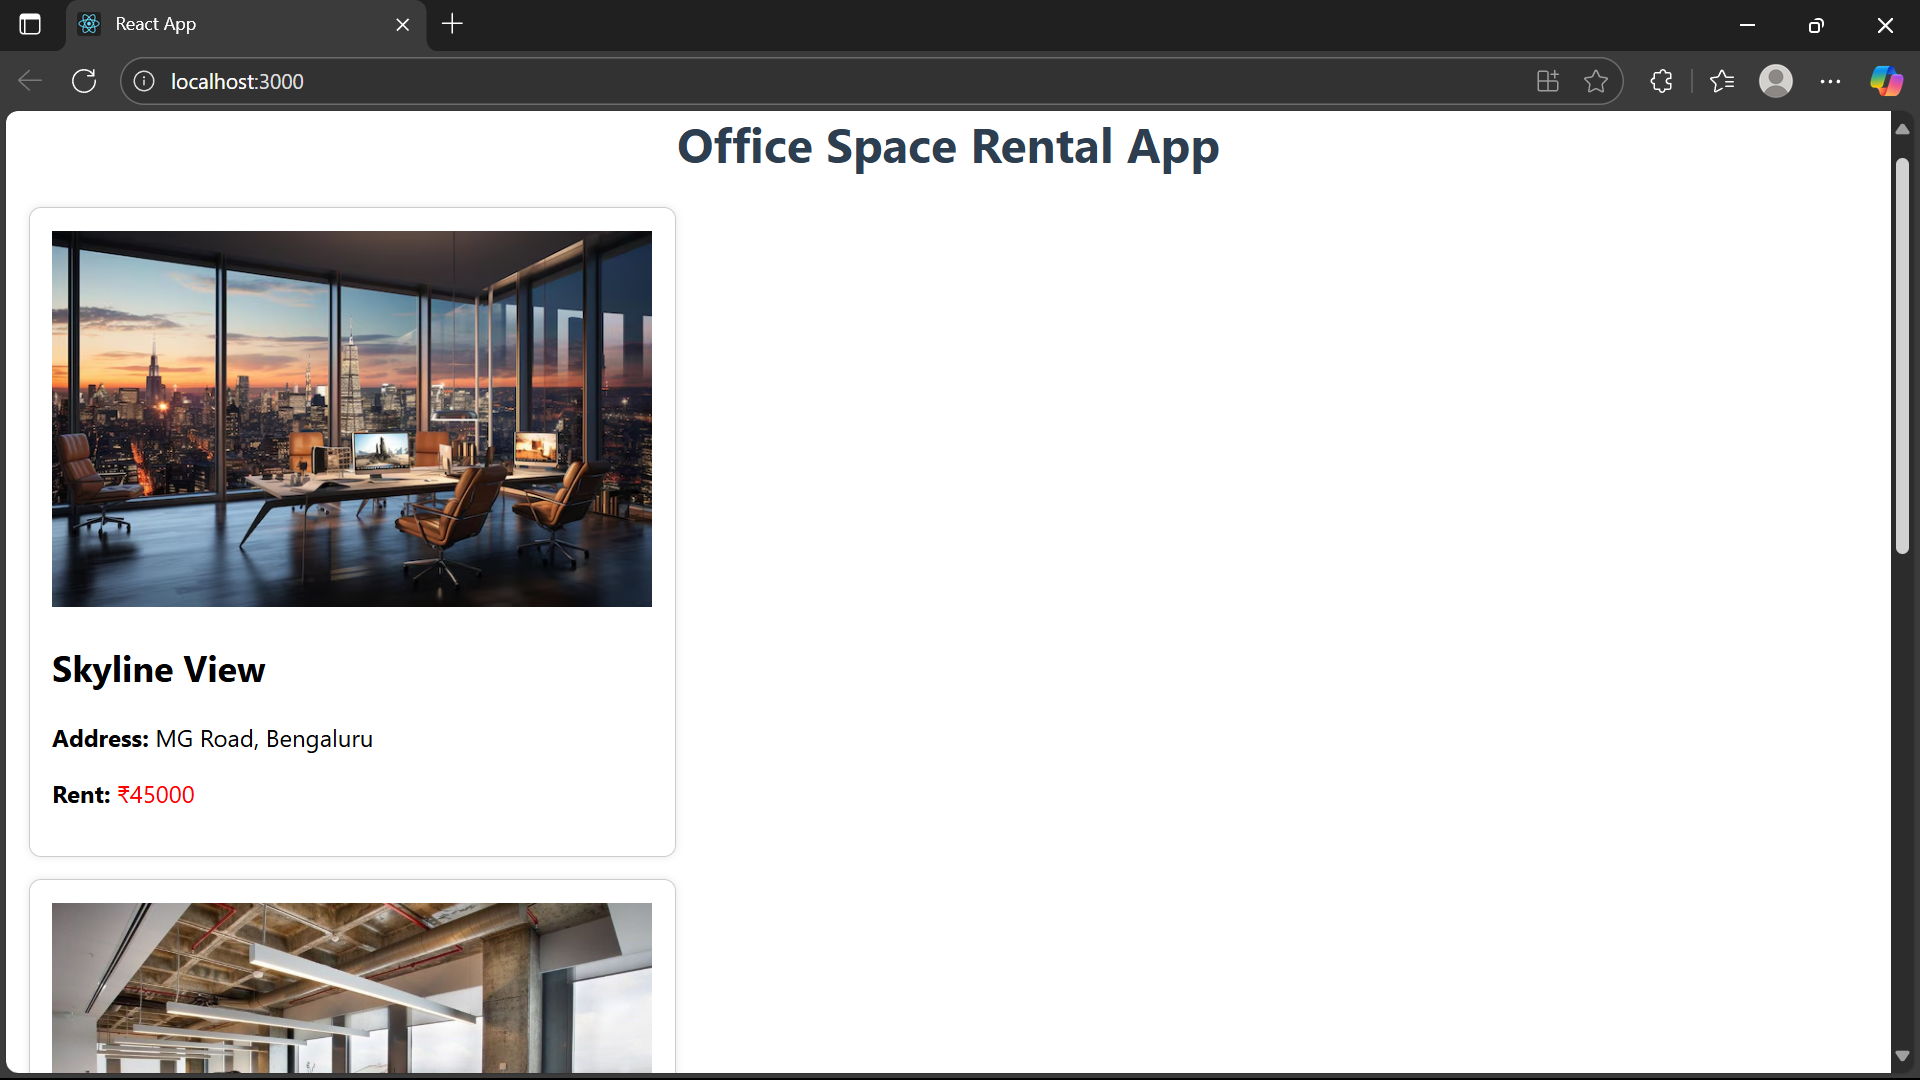 React App
localhost:3000
Office Space Rental App
Skyline View
Address: MG Road, Bengaluru
Rent: ₹45000